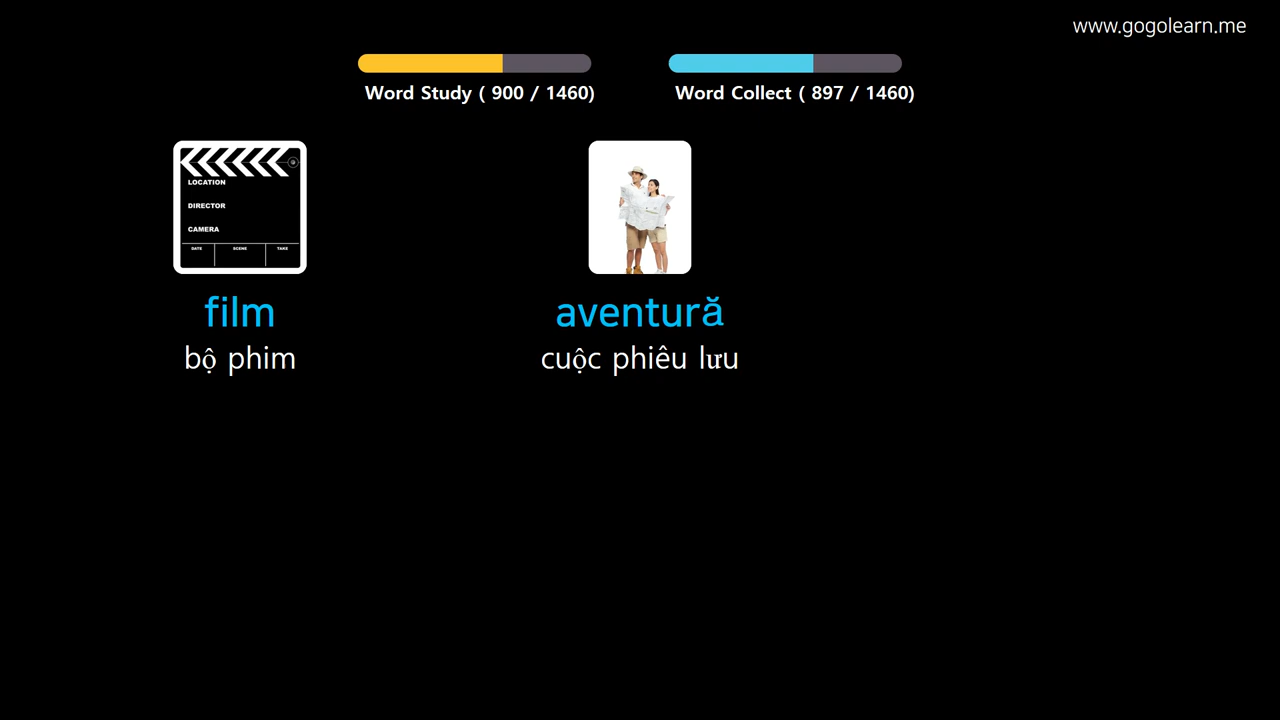 www.gogolearn.me
Word Study ( 900 / 1460)
Word Collect ( 897 / 1460)
LOCATION
DIRECTOR
CAMERA
DATE SCENE TAKE
film
aventură
bộ phim
cuộc phiêu lưu